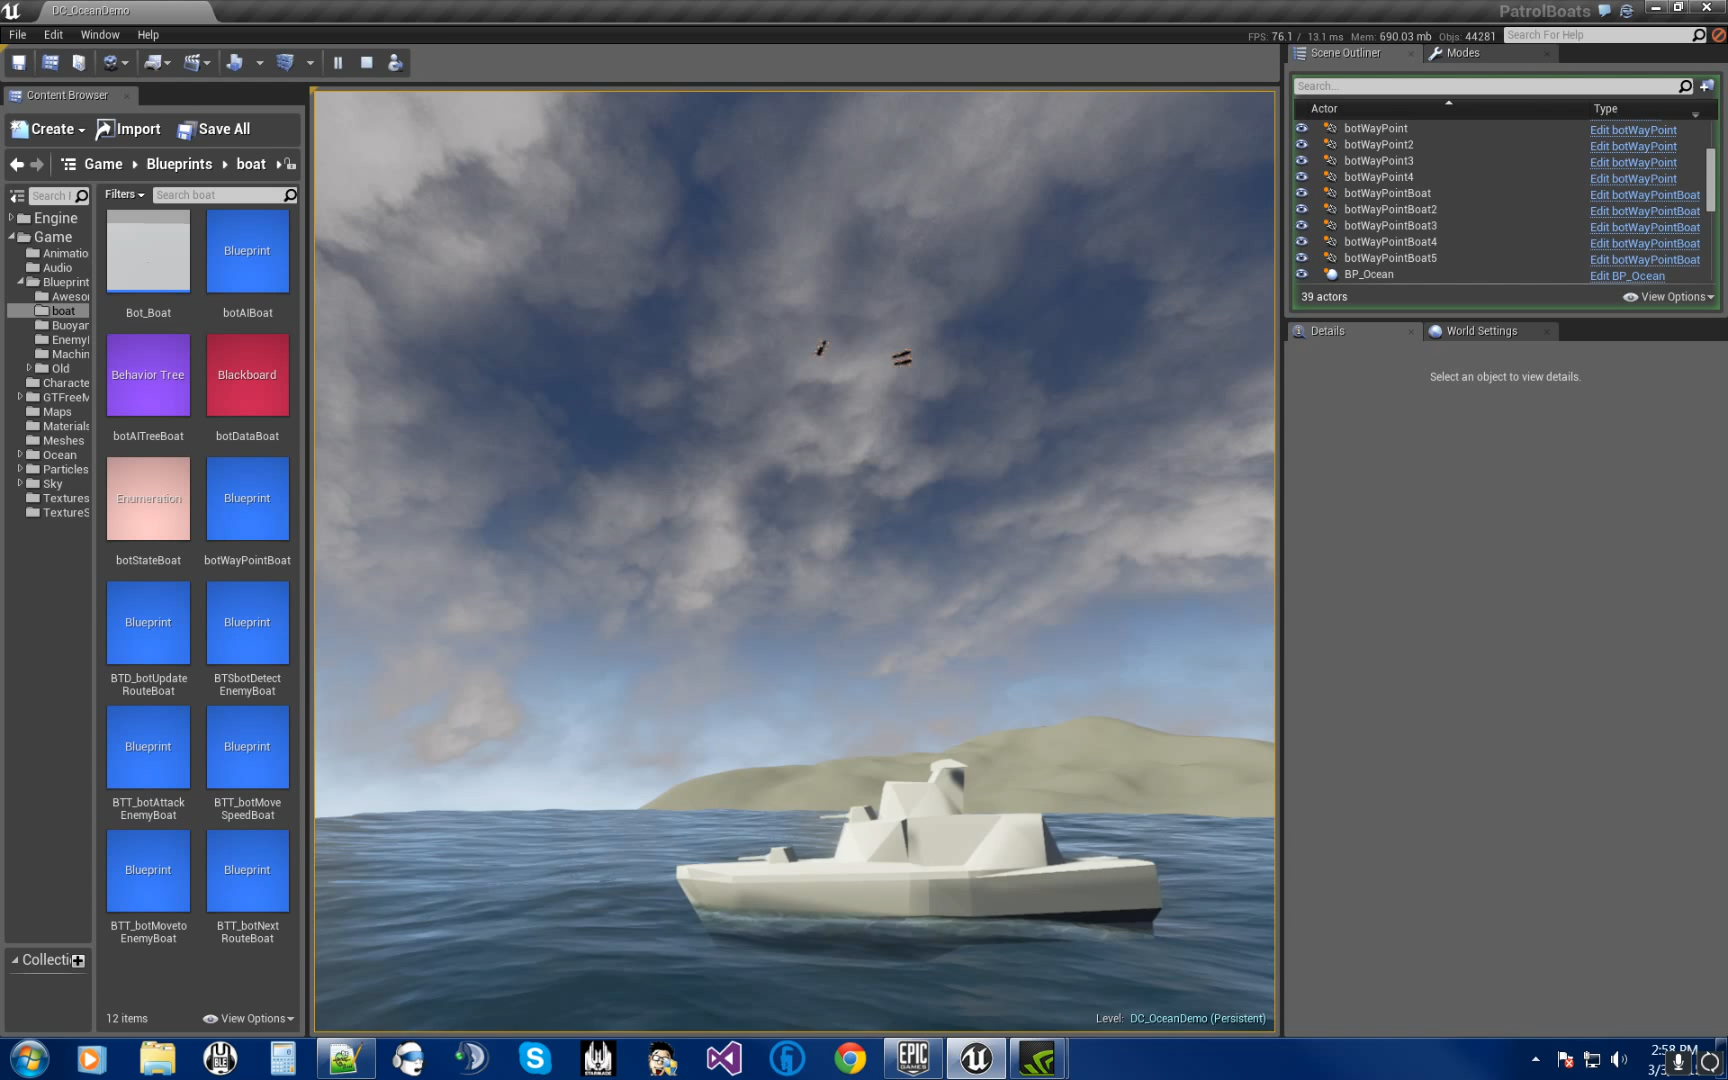 DC_OceanDemo
PatrolBoats
File Edit Window Help
FPS: 76.1 / 13.1 ms Mem: 690.03 mb Objs: 44281 Search For Help
Content Browser
Create Import Save All
Game Blueprints boat
Filters Search boat
Engine
Game
Animatio
Audio
Blueprint
Aweso
boat
Buoyar
Enemy
Machin
Old
Characte
GTFreeM
Maps
Materials
Meshes
Ocean
Particles
Sky
Textures
TextureS
Collecti
Blueprint
Bot_Boat botAIBoat
Behavior Tree Blackboard
botAITreeBoat botDataBoat
Enumeration Blueprint
botStateBoat botWayPointBoat
Blueprint Blueprint
BTD_botUpdate RouteBoat
BTSbotDetect EnemyBoat
Blueprint Blueprint
BTT_botAttack EnemyBoat
BTT_botMove SpeedBoat
Blueprint Blueprint
BTT_botMoveto EnemyBoat
BTT_botNext RouteBoat
12 items View Options
Level: DC_OceanDemo (Persistent)
Scene Outliner Modes
Search...
Actor Type
botWayPoint Edit botWayPoint
botWayPoint2 Edit botWayPoint
botWayPoint3 Edit botWayPoint
botWayPoint4 Edit botWayPoint
botWayPointBoat Edit botWayPointBoat
botWayPointBoat2 Edit botWayPointBoat
botWayPointBoat3 Edit botWayPointBoat
botWayPointBoat4 Edit botWayPointBoat
botWayPointBoat5 Edit botWayPointBoat
BP_Ocean Edit BP_Ocean
39 actors View Options
Details World Settings
Select an object to view details.
EPIC GAMES
2:58 PM